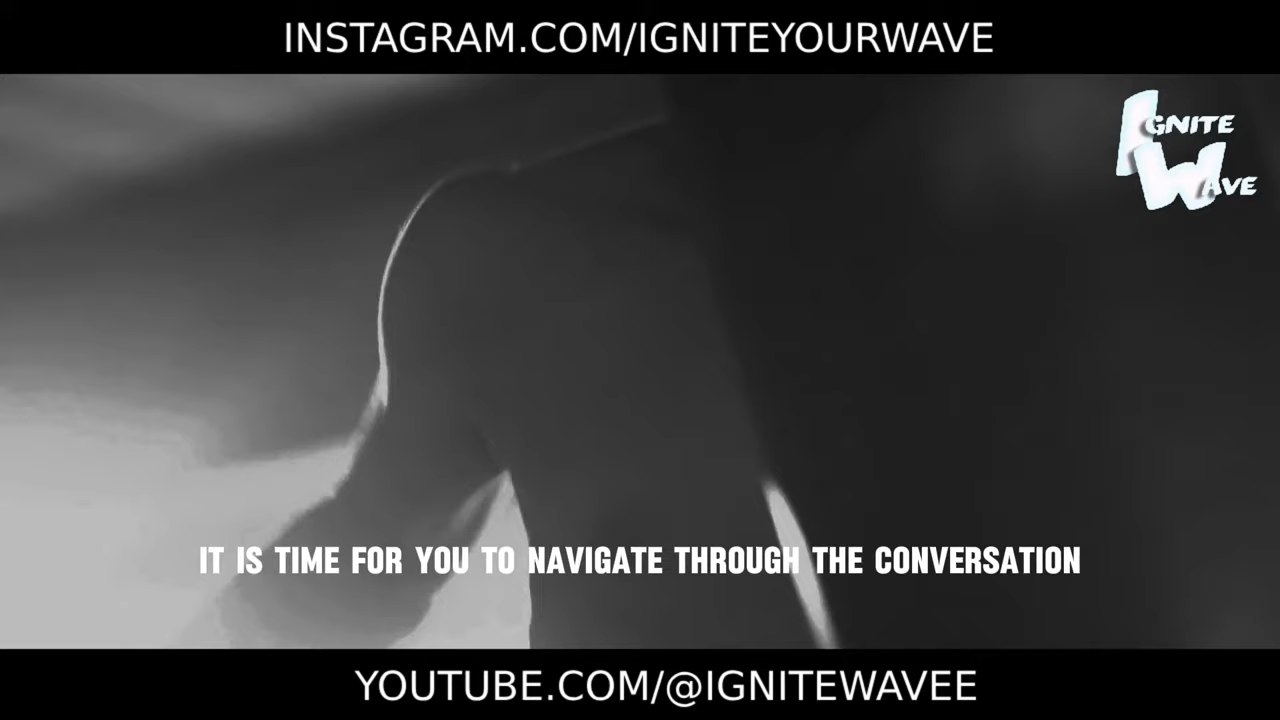 INSTAGRAM.COM/IGNITEYOURWAVE
IGNITE
WAVE
IT IS TIME FOR YOU TO NAVIGATE THROUGH THE CONVERSATION
YOUTUBE.COM/@IGNITEWAVEE